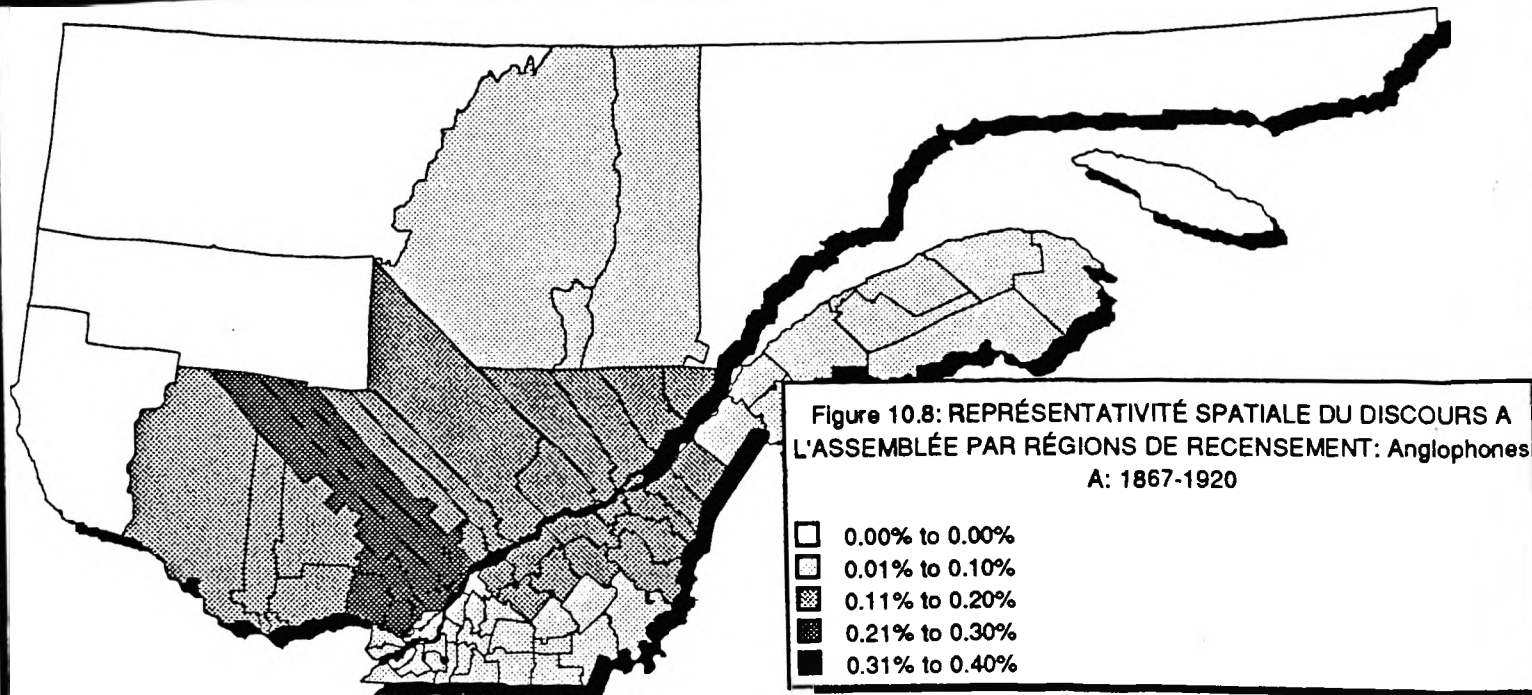 Figure 10.8: REPRÉSENTATIVITÉ SPATIALE DU DISCOURS A
L'ASSEMBLÉE PAR RÉGIONS DE RECENSEMENT: Anglophones
A: 1867-1920
0.00% to 0.00%
0.01% to 0.10%
0.11% to 0.20%
0.21% to 0.30%
0.31% to 0.40%